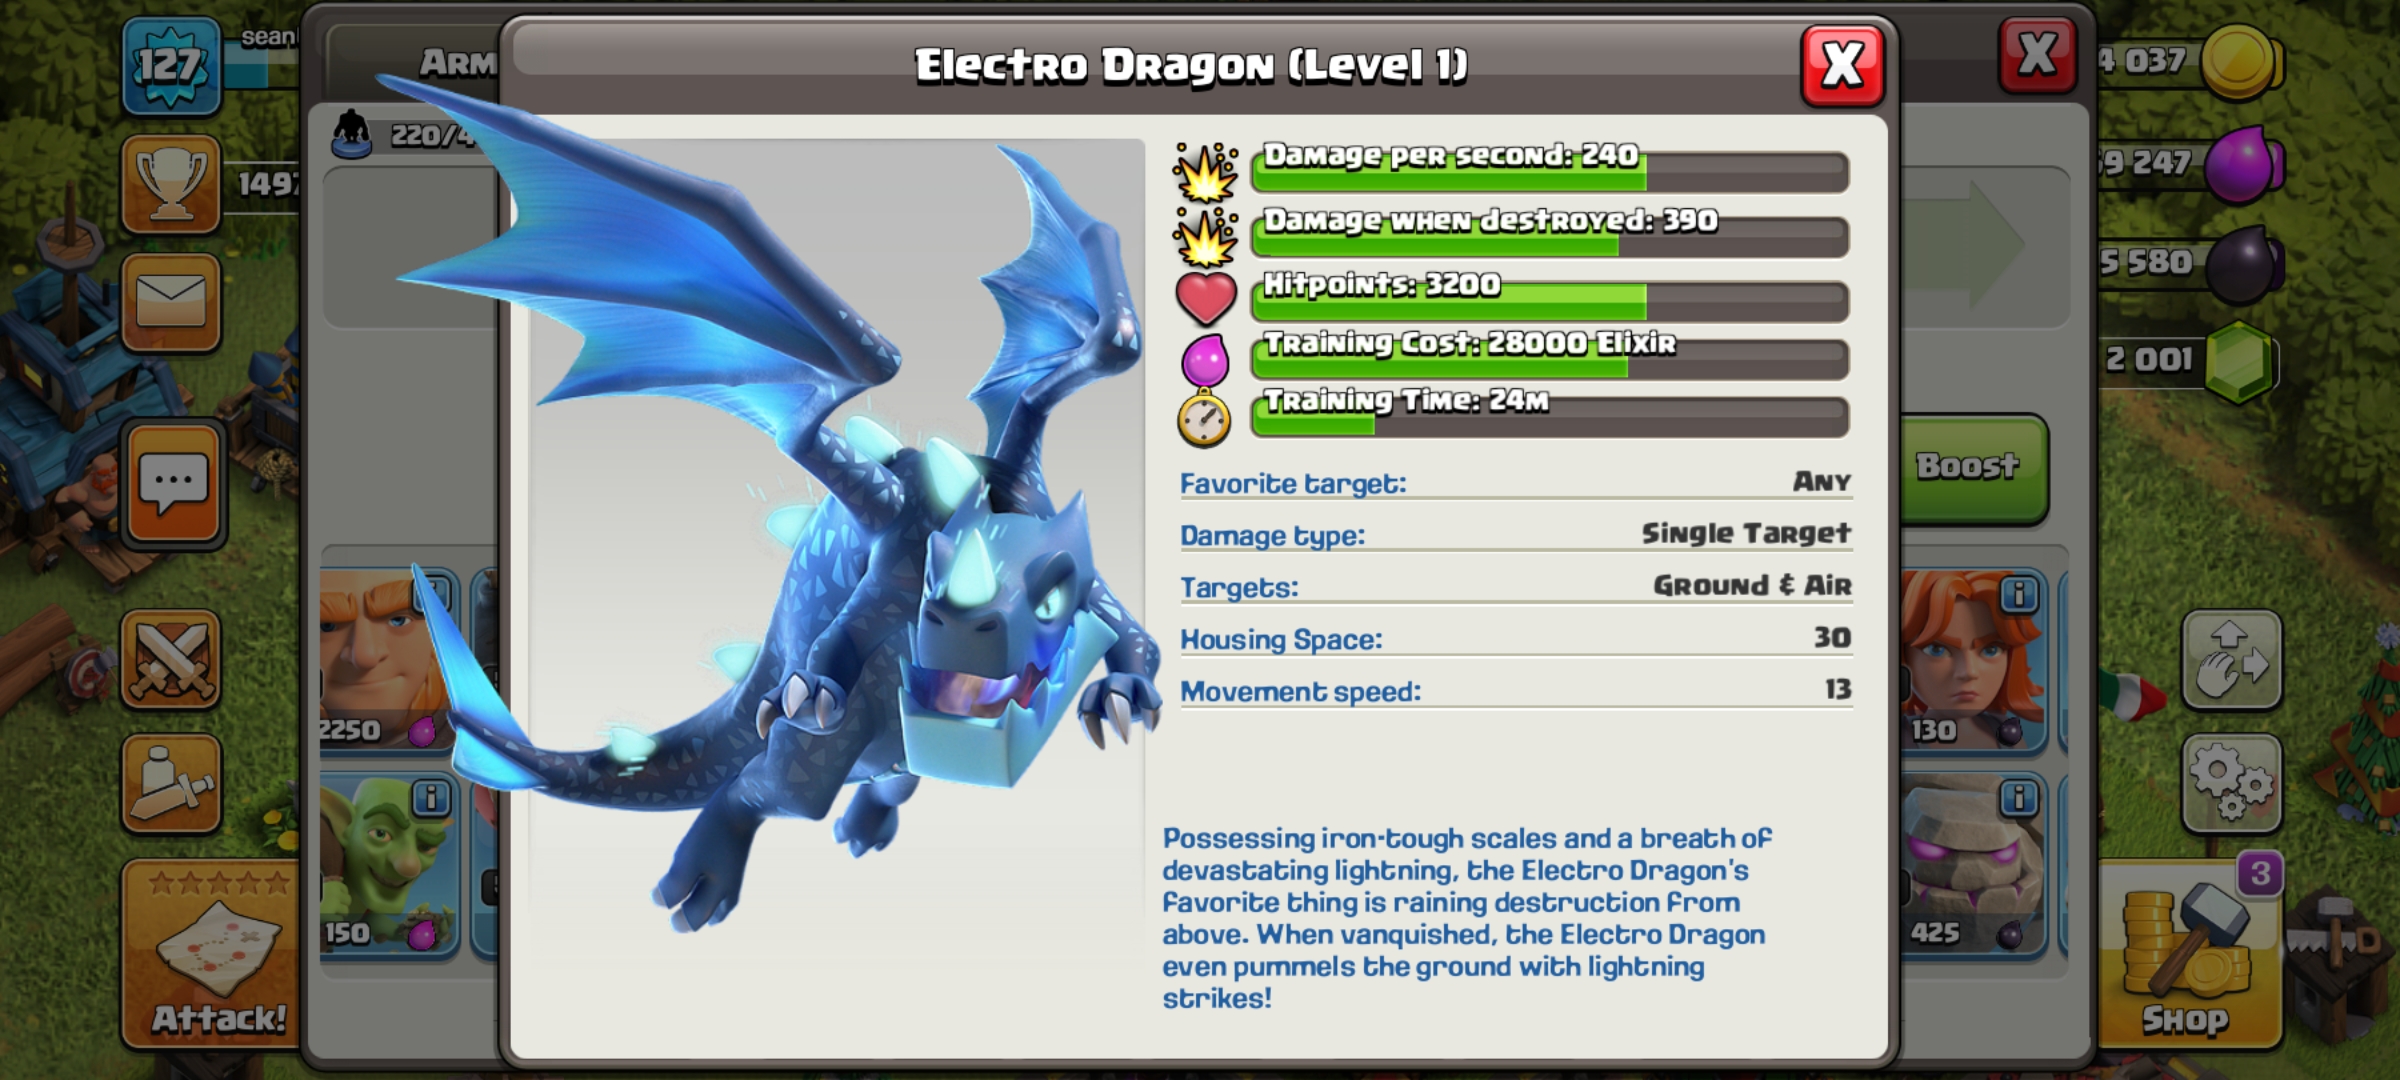 127
sean
Electro Dragon (Level 1)
X
X
4 037
220/4
Damage per second: 240
149
9 247
Damage when destroyed: 390
5 580
Hitpoints: 3200
Training Cost: 28000 Elixir
2 001
Training Time: 24m
Favorite target: Any
Boost
Damage type: Single Target
Targets: Ground & Air
Housing Space: 30
Movement speed: 13
2250
130
Possessing iron-tough scales and a breath of
devastating lightning, the Electro Dragon's
favorite thing is raining destruction from
above. When vanquished, the Electro Dragon
even pummels the ground with lightning
strikes!
3
150
425
Attack!
Shop